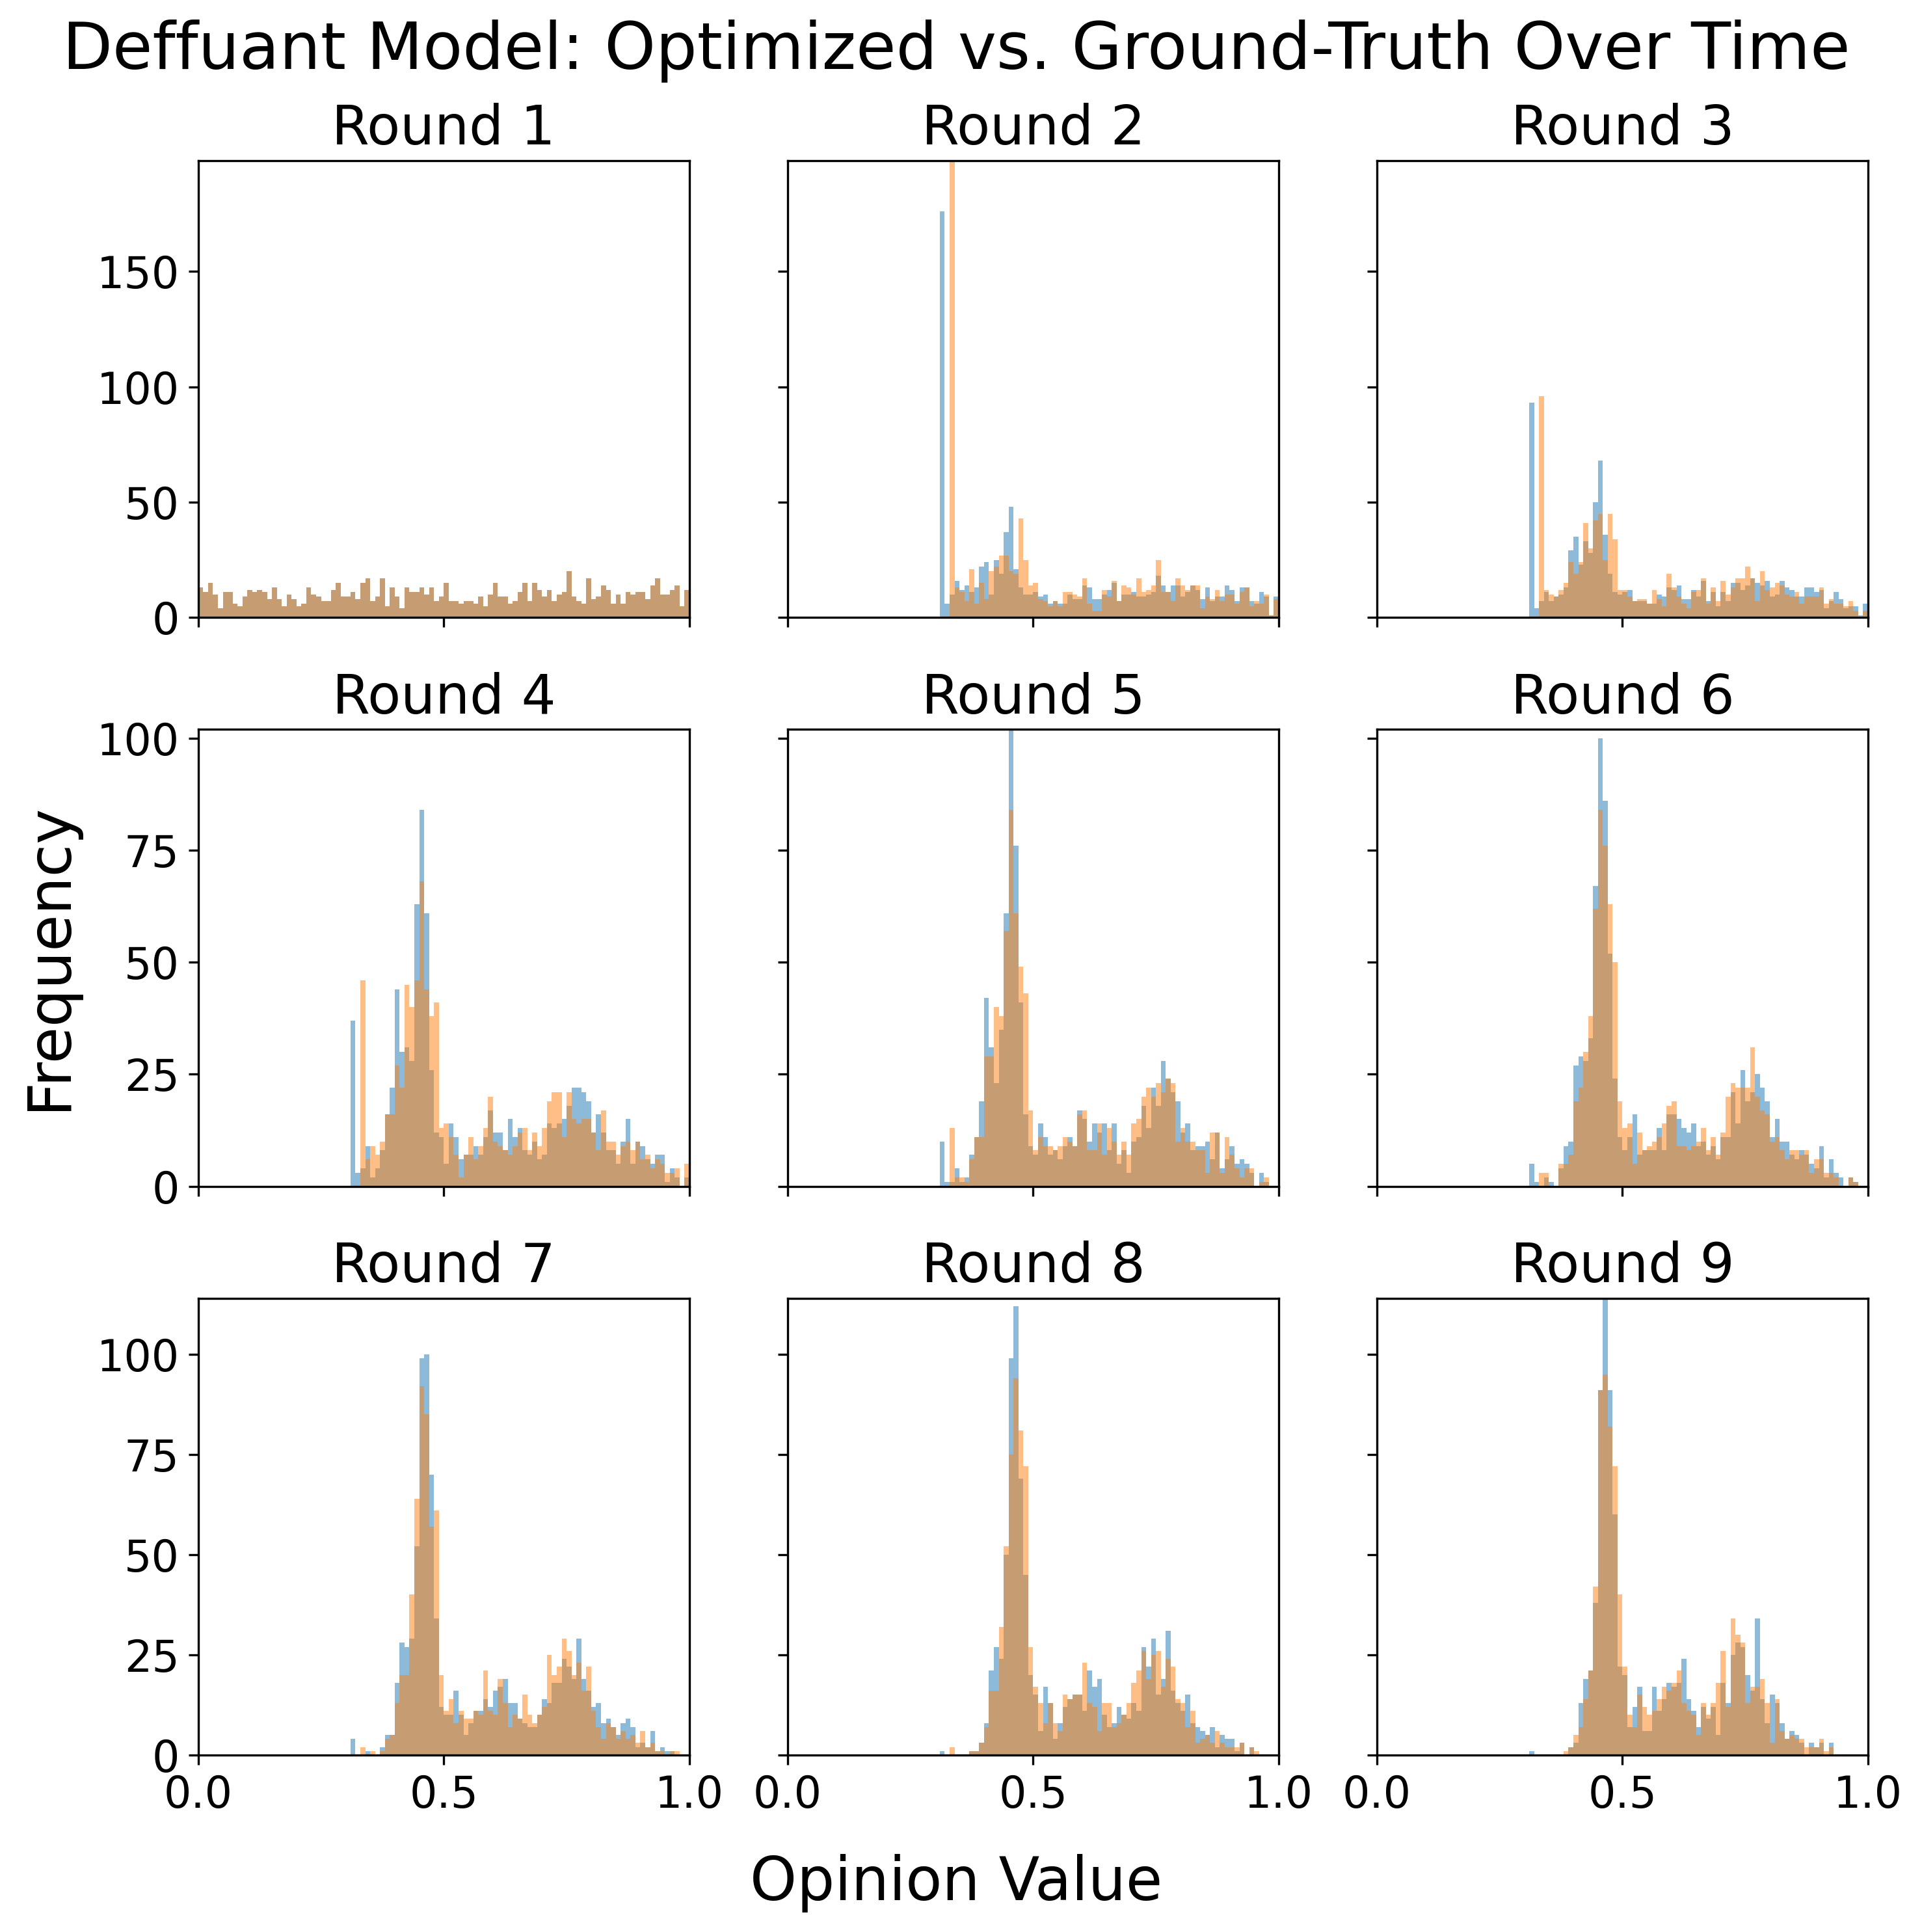 Deffuant Model: Optimized vs. Ground-Truth Over Time
Round 1
Round 2
Round 3
150
100
50
0
Round 4
Round 5
Round 6
100
75
50
25
0
Frequency
Round 7
Round 8
Round 9
100
75
50
25
0
0.0 0.5 1.0
0.0 0.5 1.0
0.0 0.5 1.0
Opinion Value